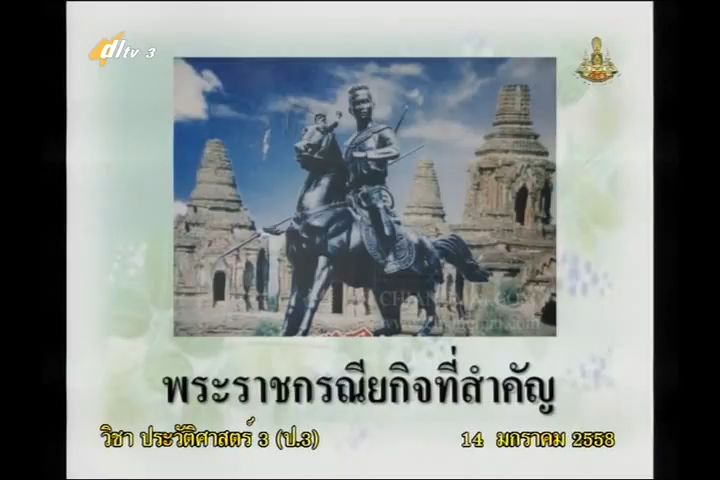 dltv 3
พระราชกรณียกิจที่สำคัญ
วิชา ประวัติศาสตร์ 3 (ป.3)
14 มกราคม 2558